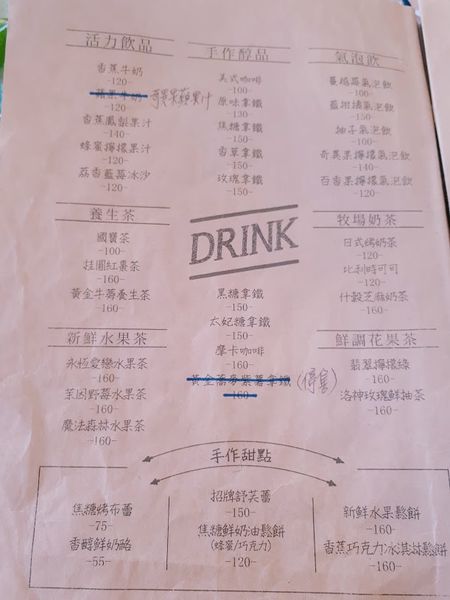 活力飲品
香蕉牛奶
-120-
蘋果牛奶 奇異果蘋果汁
-120-
香蕉鳳梨果汁
-140-
蜂蜜檸檬果汁
-120-
荔香藍莓冰沙
-120-
養生茶
國寶茶
-100-
桂圓紅棗茶
-160-
黃金牛蒡養生茶
-160-
新鮮水果茶
永恆愛戀水果茶
-160-
萊因野莓水果茶
-160-
魔法森林水果茶
-160-
手作醇品
美式咖啡
-100-
原味拿鐵
-130-
焦糖拿鐵
-150-
香草拿鐵
-150-
玫瑰拿鐵
-150-
DRINK
黑糖拿鐵
-150-
太妃糖拿鐵
-150-
摩卡咖啡
-160-
黃金蕎麥紫薯拿鐵 (停售)
-160-
氣泡飲
蔓越莓氣泡飲
-100-
藍柑橘氣泡飲
-150-
柚子氣泡飲
-100-
奇異果檸檬氣泡飲
-120-
百香果檸檬氣泡飲
-120-
牧場奶茶
日式烤奶茶
-120-
比利時可可
-120-
什穀芝麻奶茶
-160-
鮮調花果茶
翡翠檸檬綠
-160-
洛神玫瑰鮮柚茶
-160-
手作甜點
焦糖烤布蕾
-75-
香醇鮮奶酪
-55-
招牌舒芙蕾
-150-
焦糖鮮奶油鬆餅
(蜂蜜/巧克力)
-120-
新鮮水果鬆餅
-160-
香蕉巧克力冰淇淋鬆餅
-160-